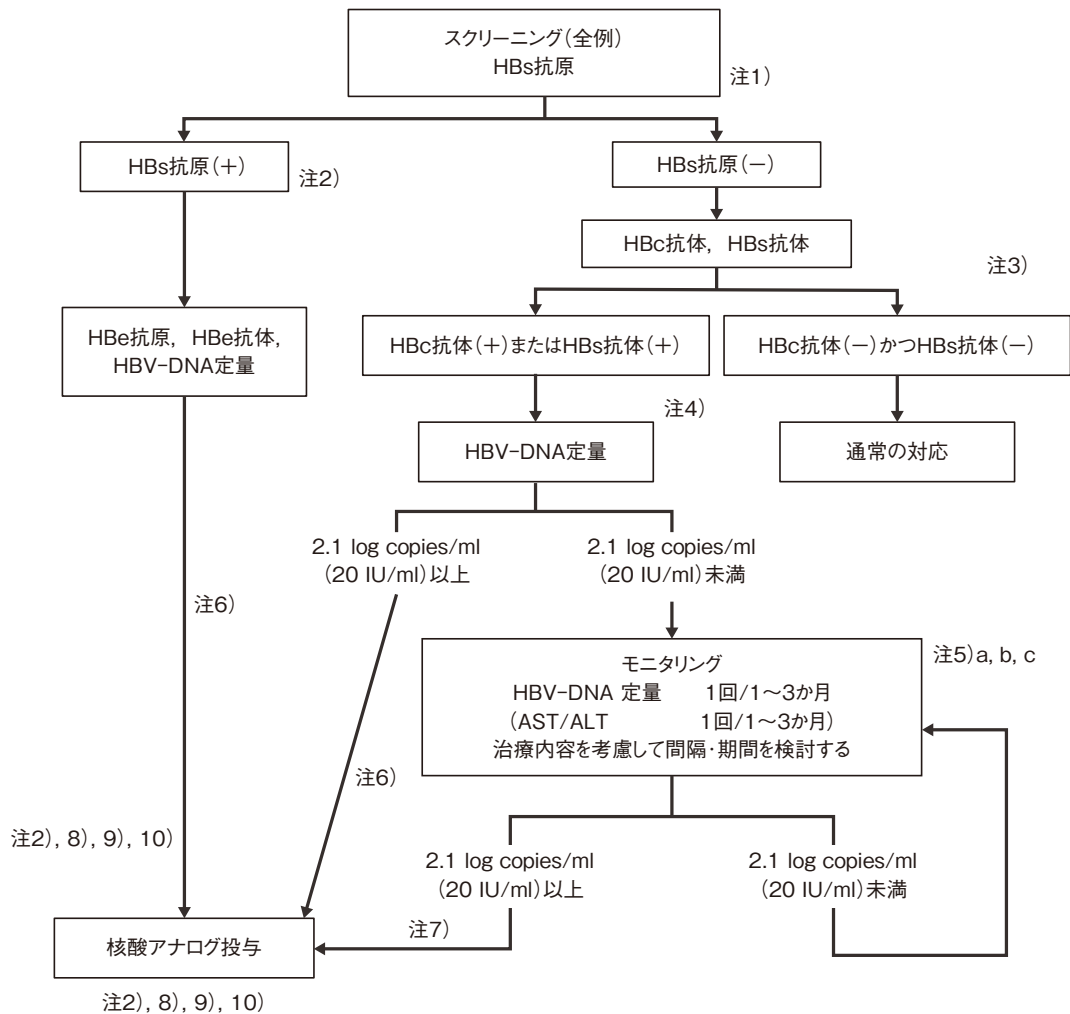 スクリーニング（全例）
HBs抗原
注1）
HBs抗原（＋）
注2）
HBs抗原（－）
HBc抗体，HBs抗体
注3）
HBe抗原，HBe抗体，
HBV-DNA定量
HBc抗体（＋）またはHBs抗体（＋）
HBc抗体（－）かつHBs抗体（－）
注4）
HBV-DNA定量
通常の対応
2.1 log copies/ml
（20 IU/ml）以上
2.1 log copies/ml
（20 IU/ml）未満
注6）
注5）a, b, c
モニタリング
HBV-DNA 定量　1回/1～3か月
（AST/ALT　1回/1～3か月）
治療内容を考慮して間隔・期間を検討する
注6）
注2），8），9），10）
2.1 log copies/ml
（20 IU/ml）以上
2.1 log copies/ml
（20 IU/ml）未満
注7）
核酸アナログ投与
注2），8），9），10）